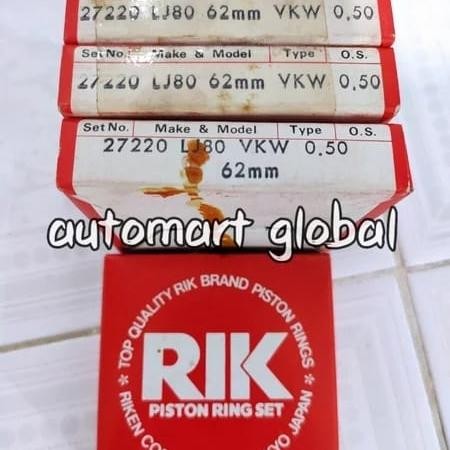 27220 LJ80 62mm VKW 0,50
Set No. Make & Model Type O.S.
27220 LJ80 62mm VKW 0,50
Set No. Make & Model Type O.S.
27220 LJ80 VKW 0,50
62mm
automart global
TOP QUALITY RIK BRAND PISTON RINGS
RIK
PISTON RING SET
RIKEN JAPAN